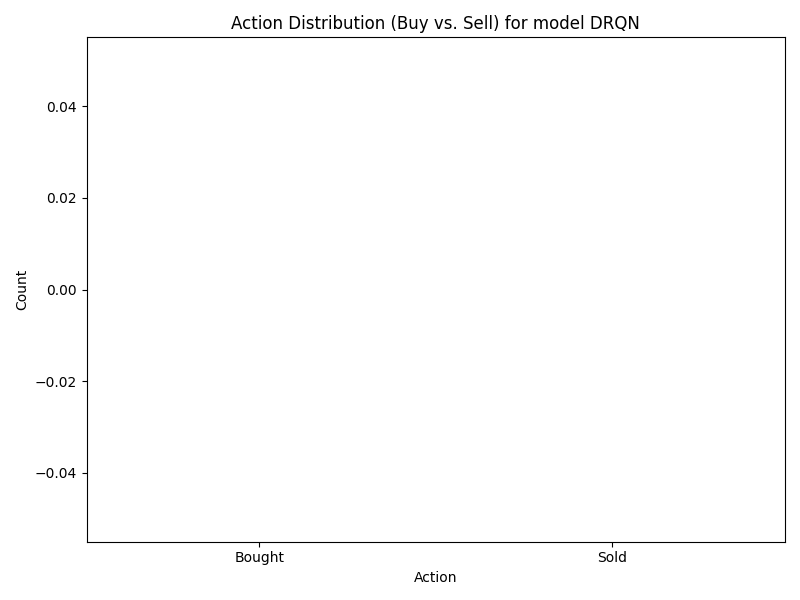 Action Distribution (Buy vs. Sell) for model DRQN
0.04
0.02
0.00
−0.02
−0.04
Count
Bought Sold
Action